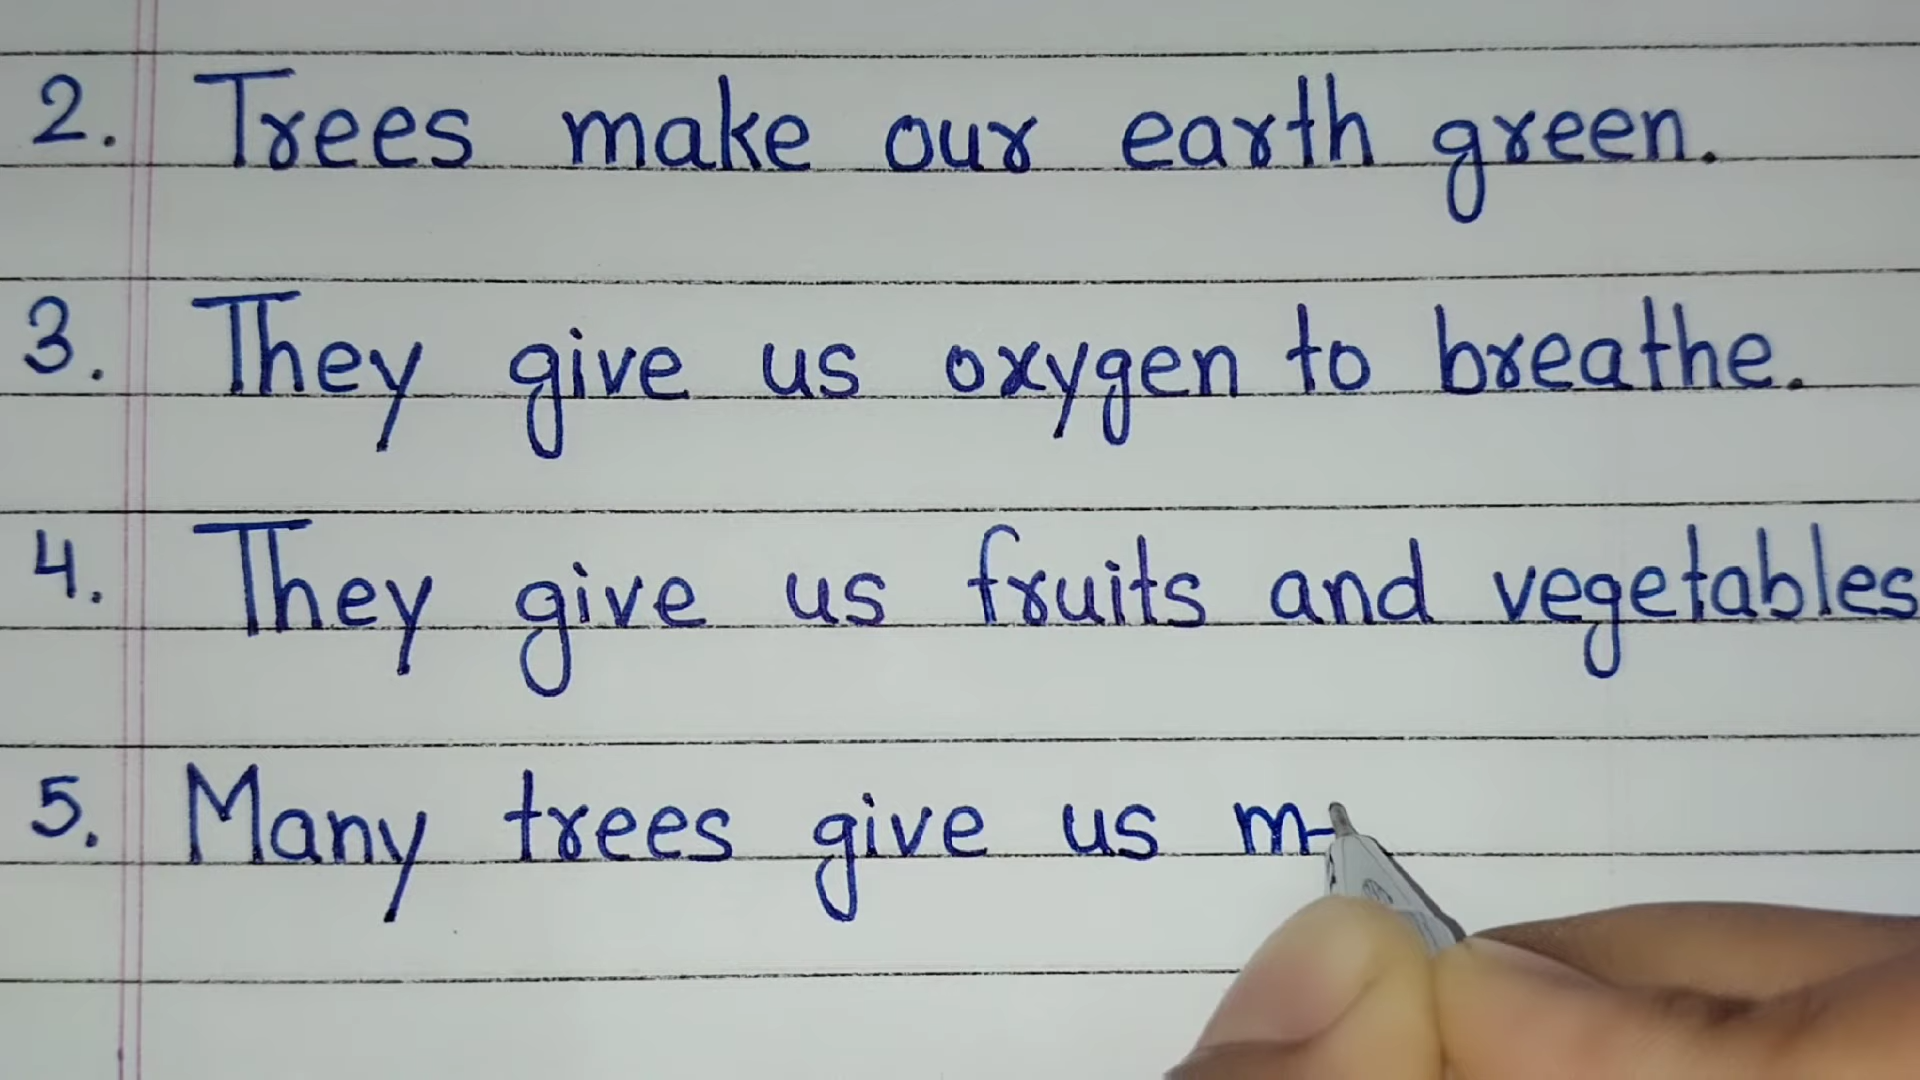 2. Trees make our earth green.
3. They give us oxygen to breathe.
4. They give us fruits and vegetables
5. Many trees give us m